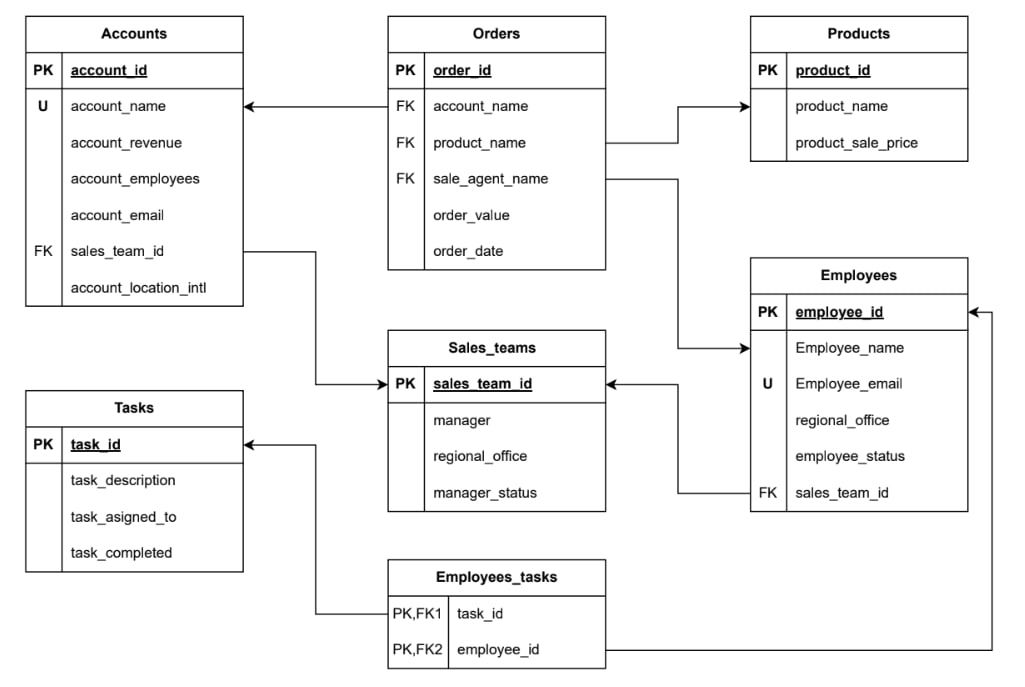 Accounts
PK account_id
U account_name
account_revenue
account_employees
account_email
FK sales_team_id
account_location_intl
Orders
PK order_id
FK account_name
FK product_name
FK sale_agent_name
order_value
order_date
Products
PK product_id
product_name
product_sale_price
Sales_teams
PK sales_team_id
manager
regional_office
manager_status
Employees
PK employee_id
Employee_name
U Employee_email
regional_office
employee_status
FK sales_team_id
Tasks
PK task_id
task_description
task_asigned_to
task_completed
Employees_tasks
PK,FK1 task_id
PK,FK2 employee_id